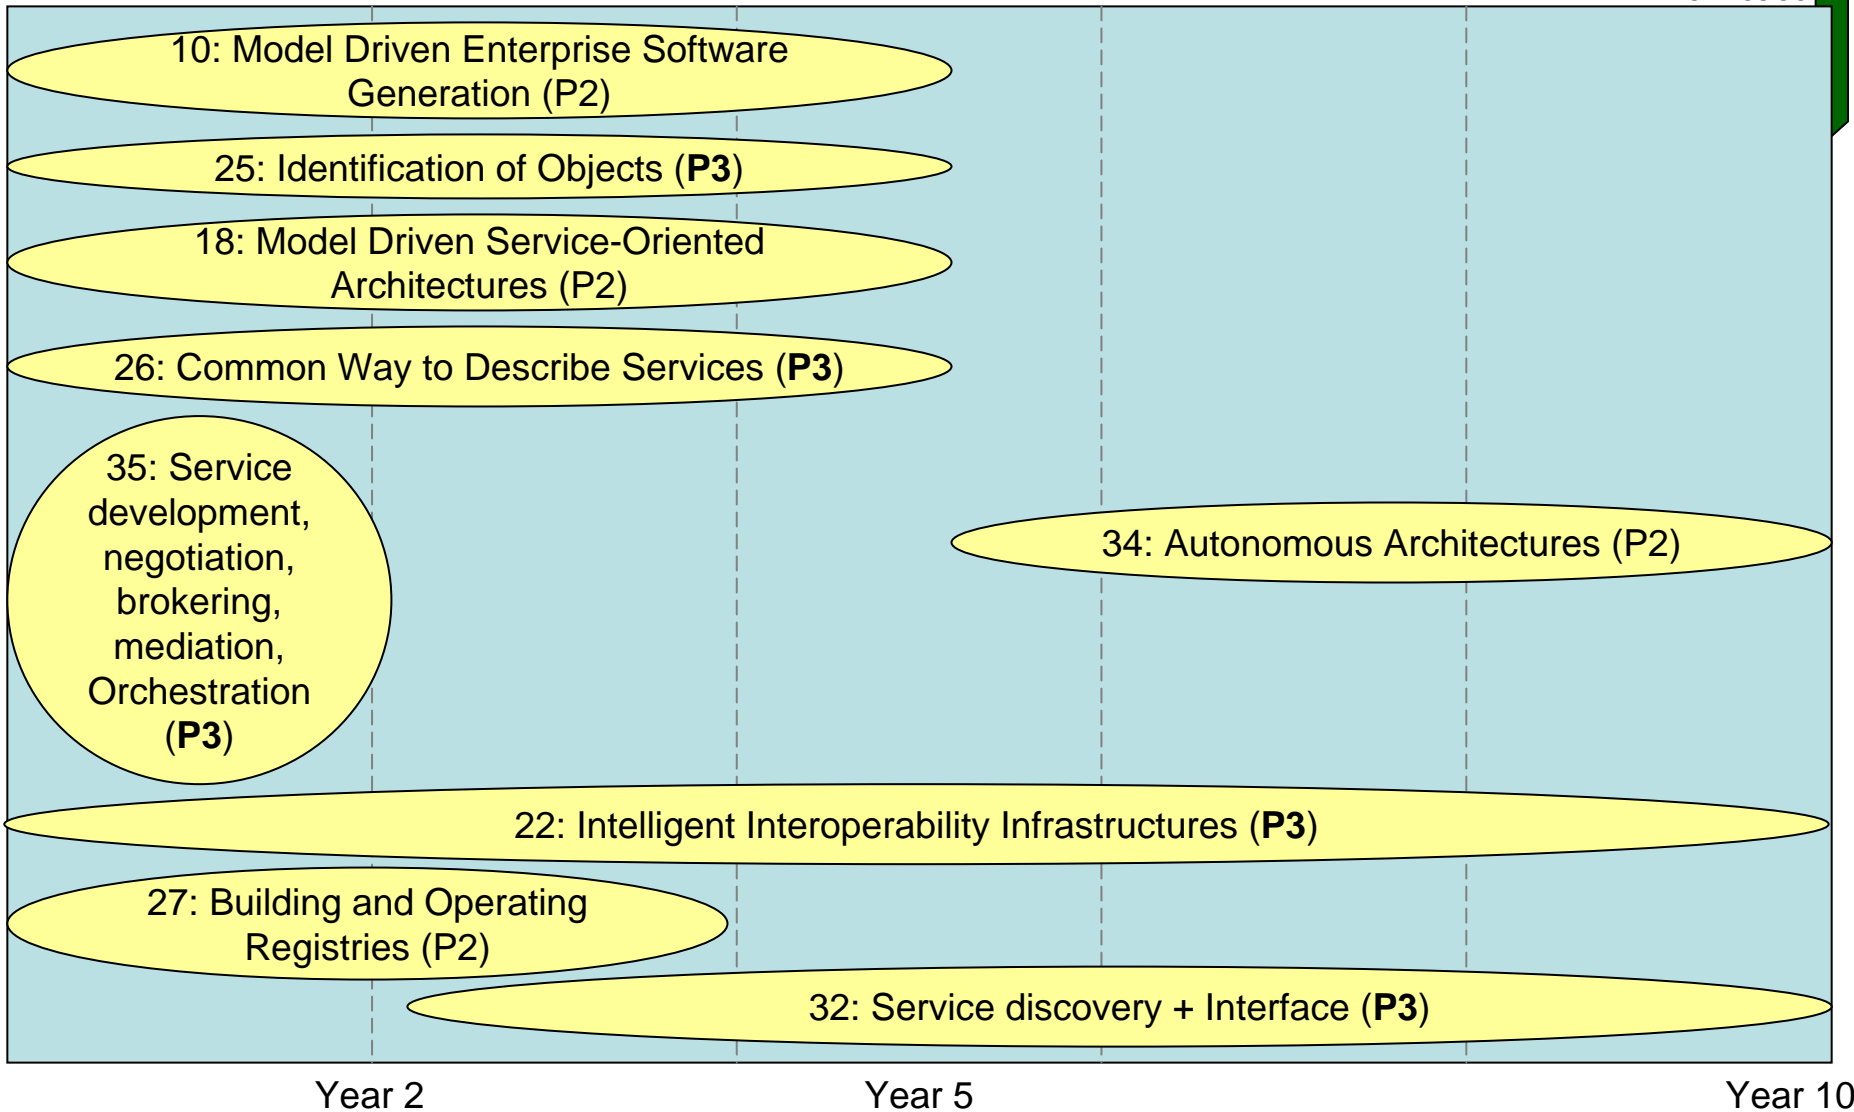 10: Model Driven Enterprise Software
Generation (P2)
25: Identification of Objects (P3)
18: Model Driven Service-Oriented
Architectures (P2)
26: Common Way to Describe Services (P3)
35: Service
development,
negotiation,
brokering,
mediation,
Orchestration
(P3)
34: Autonomous Architectures (P2)
22: Intelligent Interoperability Infrastructures (P3)
27: Building and Operating
Registries (P2)
32: Service discovery + Interface (P3)
Year 2
Year 5
Year 10